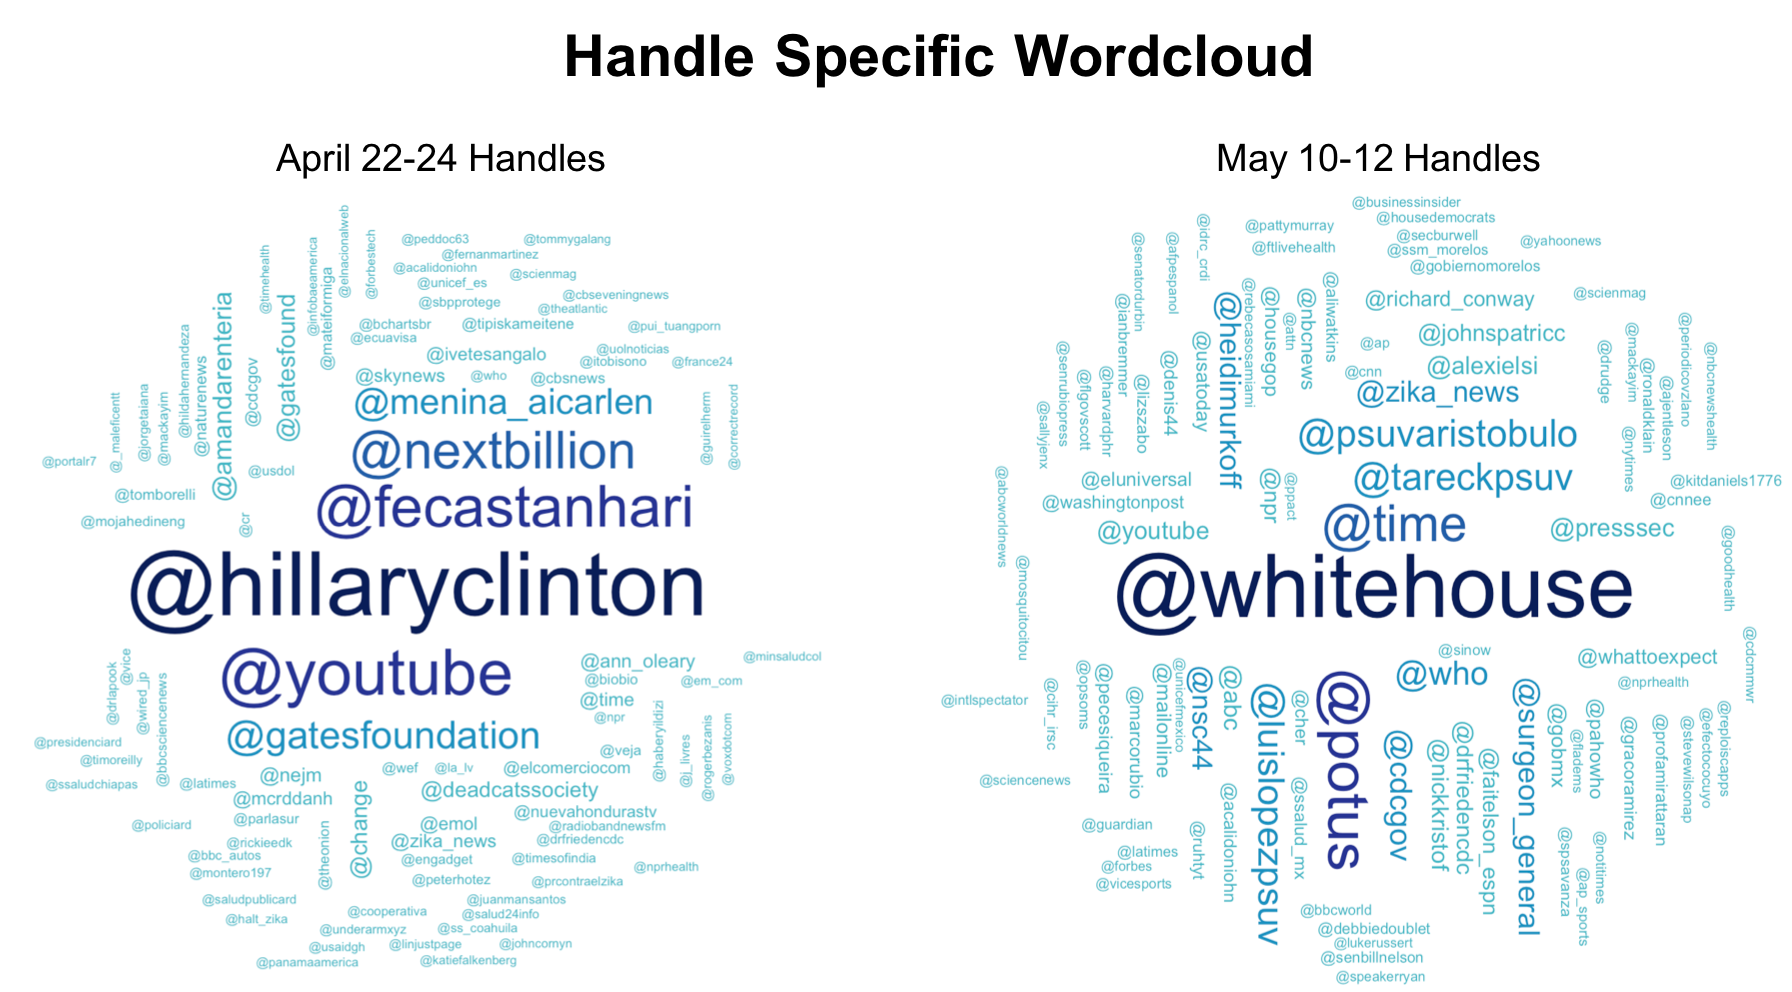 Handle Specific Wordcloud
April 22-24 Handles
@elnacionalweb
@forbestech
@infobaeamerica
@timehealth
@mateiformiga
@peddoc63
@tommygalang
@fernanmartinez
@acalidoniohn
@scienmag
@unicef_es
@cbseveningnews
@sbpprotege
@theatlantic
@bchartsbr
@tipiskameitene
@pui_tuangporn
@ecuavisa
@ivetesangalo
@uolnoticias
@itobisono
@france24
@skynews
@who
@cbsnews
@amandarenteria
@gatesfound
@cdcgov
@naturenews
@hildahernandeza
@mackayim
@jorgetaiana
@_maleficentt
@guirelherm
@correctrecord
@menina_aicarlen
@nextbillion
@portalr7
@usdol
@tomborelli
@fecastanhari
@mojahedineng
@cr
@hillaryclinton
@youtube
@ann_oleary
@minsaludcol
@biobio
@em_com
@time
@npr
@drlapook
@vice
@wired_jp
@bbcsciencenews
@gatesfoundation
@presidenciard
@timoreilly
@ssaludchiapas
@latimes
@veja
@haberyildizi
@j_livres
@rogerbezanis
@voxdotcom
@nejm
@wef
@la_lv
@elcomerciocom
@mcrddanh
@change
@deadcatssociety
@parlasur
@nuevahondurastv
@policiard
@emol
@radiobandnewsfm
@rickieedk
@theonion
@zika_news
@drfriedencdc
@bbc_autos
@engadget
@timesofindia
@montero197
@peterhotez
@prcontraelzika
@nprhealth
@saludpublicard
@juanmansantos
@halt_zika
@cooperativa
@salud24info
@underarmxyz
@ss_coahuila
@usaidgh
@linjustpage
@johncornyn
@panamaamerica
@katiefalkenberg
May 10-12 Handles
@businessinsider
@housedemocrats
@pattymurray
@secburwell
@yahoonews
@ftlivehealth
@ssm_morelos
@gobiernomorelos
@idrc_crdi
@afpespanol
@senatordurbin
@richard_conway
@scienmag
@aliwatkins
@nbcnews
@attn
@housegop
@rebeccasosamiami
@heidimurkoff
@usatoday
@denis44
@ianbremmer
@lizszabo
@harvardphr
@flgovscott
@senrubiopress
@sallyjenx
@johnspatricc
@ap
@alexielsi
@cnn
@zika_news
@drudge
@mackayim
@ronaldklain
@ajentleson
@periodicovzlano
@nbcnewshealth
@nytimes
@psuvaristobulo
@tareckpsuv
@eluniversal
@washingtonpost
@youtube
@npr
@ppact
@kitdaniels1776
@cnnee
@time
@presssec
@abcworldnews
@mosquitocitou
@goodhealth
@whitehouse
@cdcmmwr
@sinow
@whattoexpect
@who
@nprhealth
@intlspectator
@cihr_irsc
@opsoms
@pecesiqueira
@marcorubio
@mailonline
@unicefmexico
@nsc44
@abc
@luislopezpsuv
@cher
@potus
@cdcgov
@nickkristof
@drfriedencdc
@faitelson_espn
@surgeon_general
@gobmx
@fladems
@pahowho
@gracoramirez
@profamirattaran
@stevewilsonap
@efectococuyo
@reploiscapps
@sciencenews
@guardian
@latimes
@forbes
@vicesports
@ruhtyt
@acalidoniohn
@ssalud_mx
@spsavanza
@ap_sports
@notitimes
@bbcworld
@debbiedoublet
@lukerussert
@senbillnelson
@speakerryan